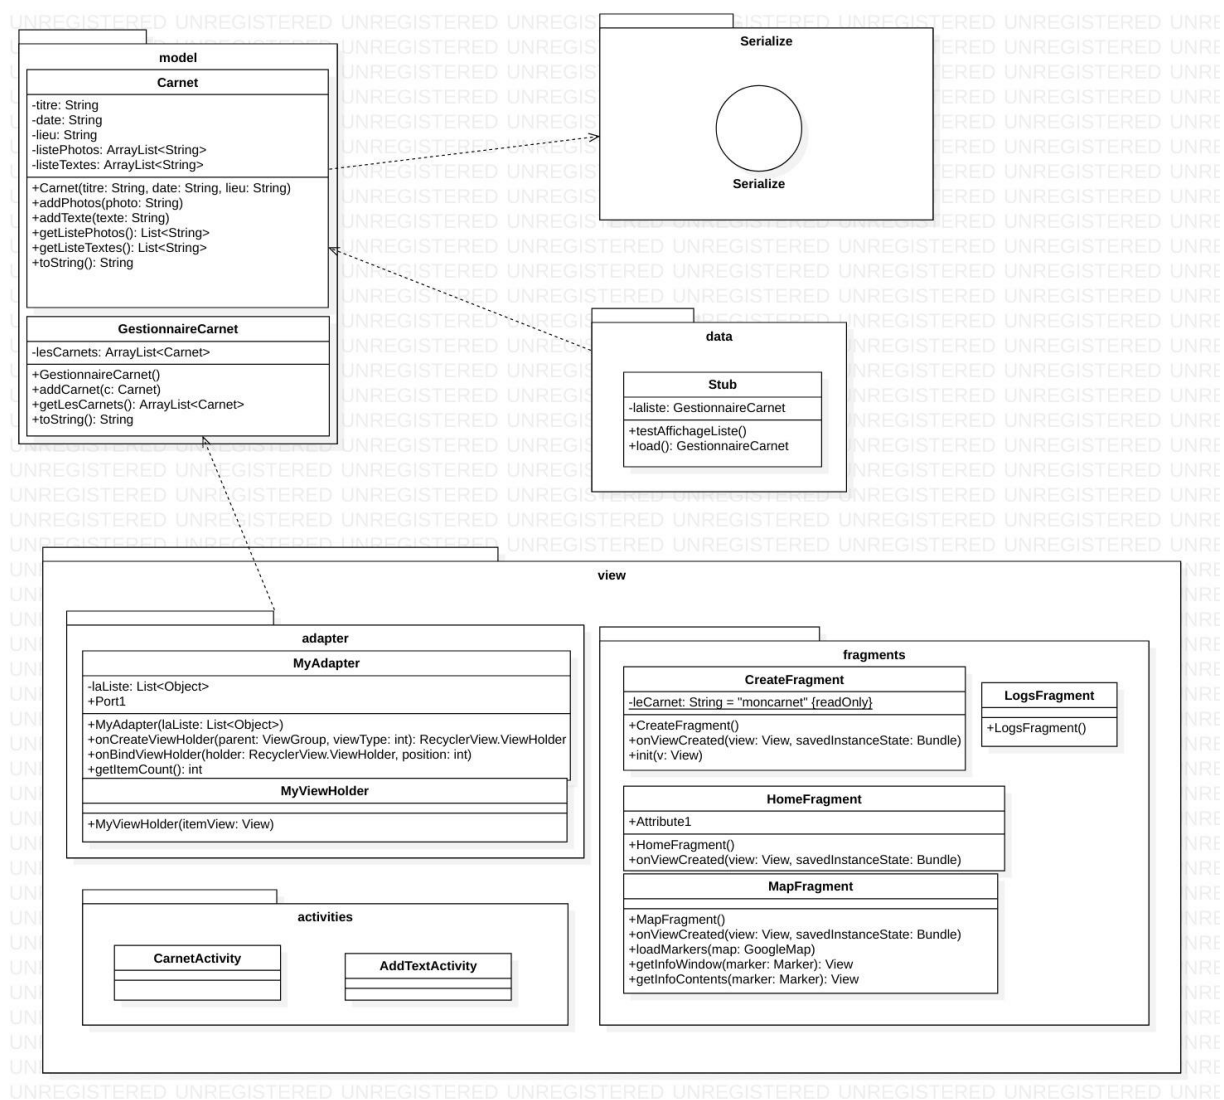 model
Carnet
-titre: String
-date: String
-lieu: String
-listePhotos: ArrayList<String>
-listeTextes: ArrayList<String>
+Carnet(titre: String, date: String, lieu: String)
+addPhotos(photo: String)
+addTexte(texte: String)
+getListePhotos(): List<String>
+getListeTextes(): List<String>
+toString(): String
GestionnaireCarnet
-lesCarnets: ArrayList<Carnet>
+GestionnaireCarnet()
+addCarnet(c: Carnet)
+getLesCarnets(): ArrayList<Carnet>
+toString(): String
Serialize
Serialize
data
Stub
-laliste: GestionnaireCarnet
+testAffichageListe()
+load(): GestionnaireCarnet
view
adapter
MyAdapter
-laListe: List<Object>
+Port1
+MyAdapter(laListe: List<Object>)
+onCreateViewHolder(parent: ViewGroup, viewType: int): RecyclerView.ViewHolder
+onBindViewHolder(holder: RecyclerView.ViewHolder, position: int)
+getItemCount(): int
MyViewHolder
+MyViewHolder(itemView: View)
activities
CarnetActivity
AddTextActivity
fragments
CreateFragment
-leCarnet: String = "moncarnet" {readOnly}
+CreateFragment()
+onViewCreated(view: View, savedInstanceState: Bundle)
+init(v: View)
LogsFragment
+LogsFragment()
HomeFragment
+Attribute1
+HomeFragment()
+onViewCreated(view: View, savedInstanceState: Bundle)
MapFragment
+MapFragment()
+onViewCreated(view: View, savedInstanceState: Bundle)
+loadMarkers(map: GoogleMap)
+getInfoWindow(marker: Marker): View
+getInfoContents(marker: Marker): View
UNREGISTERED